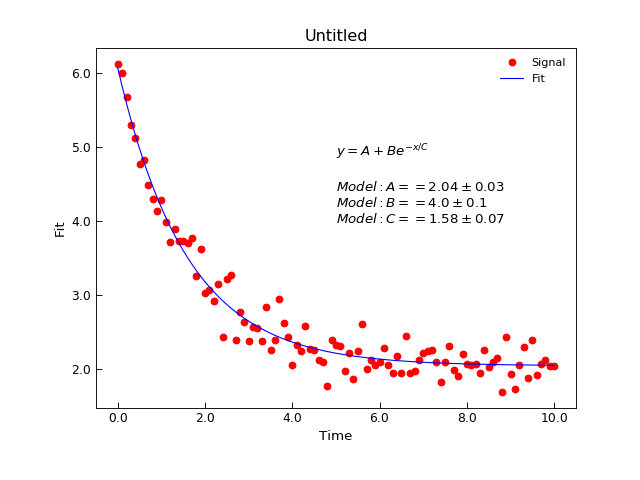 Untitled
Signal
Fit
y = A + Be^{-x/C}
Model : A == 2.04 ± 0.03
Model : B == 4.0 ± 0.1
Model : C == 1.58 ± 0.07
Fit
6.0
5.0
4.0
3.0
2.0
0.0 2.0 4.0 6.0 8.0 10.0
Time